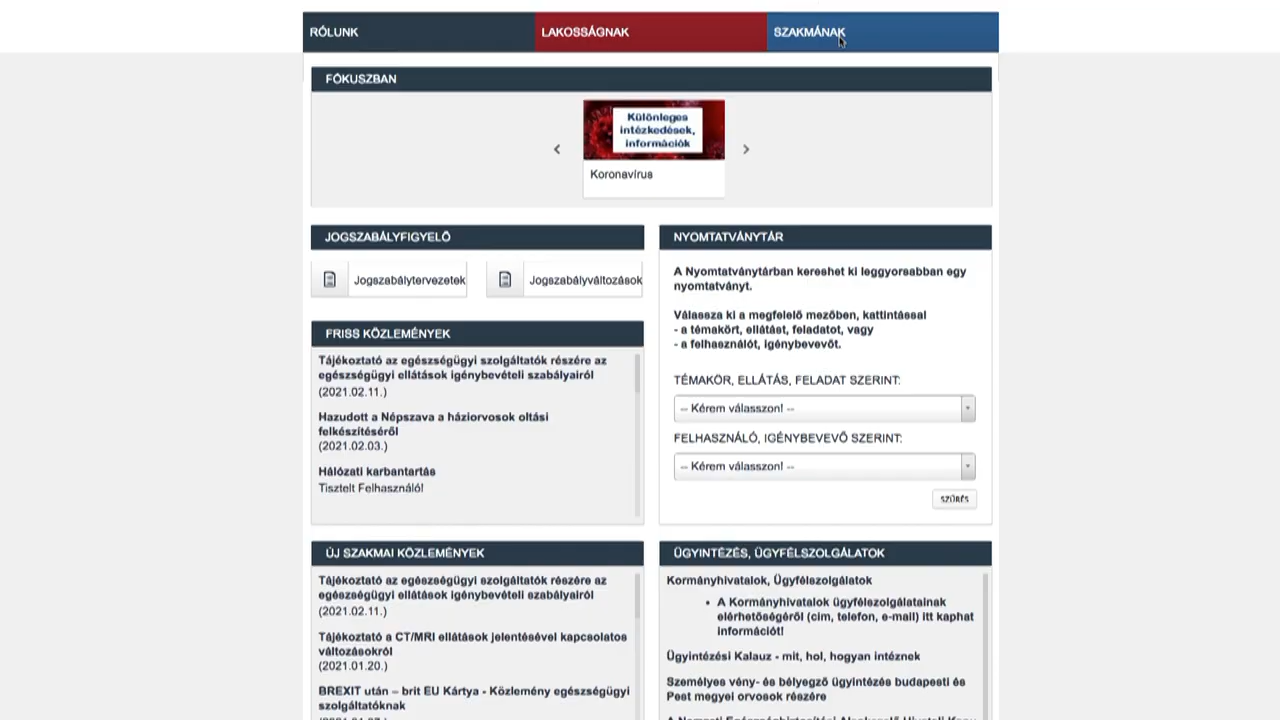 RÓLUNK
LAKOSSÁGNAK
SZAKMÁNAK
FÓKUSZBAN
Különleges
intézkedések,
információk
Koronavírus
JOGSZABÁLYFIGYELŐ
Jogszabálytervezetek
Jogszabályváltozások
FRISS KÖZLEMÉNYEK
Tájékoztató az egészségügyi szolgáltatók részére az
egészségügyi ellátások igénybevételi szabályairól
(2021.02.11.)
Hazudott a Népszava a háziorvosok oltási
felkészítéséről
(2021.02.03.)
Hálózati karbantartás
Tisztelt Felhasználó!
NYOMTATVÁNYTÁR
A Nyomtatványtárban kereshet ki leggyorsabban egy
nyomtatványt.
Válassza ki a megfelelő mezőben, kattintással
- a témakört, ellátást, feladatot, vagy
- a felhasználót, igénybevevőt.
TÉMAKÖR, ELLÁTÁS, FELADAT SZERINT:
-- Kérem válasszon! --
FELHASZNÁLÓ, IGÉNYBEVEVŐ SZERINT:
-- Kérem válasszon! --
SZŰRÉS
ÚJ SZAKMAI KÖZLEMÉNYEK
Tájékoztató az egészségügyi szolgáltatók részére az
egészségügyi ellátások igénybevételi szabályairól
(2021.02.11.)
Tájékoztató a CT/MRI ellátások jelentésével kapcsolatos
változásokról
(2021.01.20.)
BREXIT után – brit EU Kártya - Közlemény egészségügyi
szolgáltatóknak
ÜGYINTÉZÉS, ÜGYFÉLSZOLGÁLATOK
Kormányhivatalok, Ügyfélszolgálatok
• A Kormányhivatalok ügyfélszolgálatainak
elérhetőségéről (cím, telefon, e-mail) itt kaphat
információt!
Ügyintézési Kalauz - mit, hol, hogyan intéznek
Személyes vény- és bélyegző ügyintézés budapesti és
Pest megyei orvosok részére